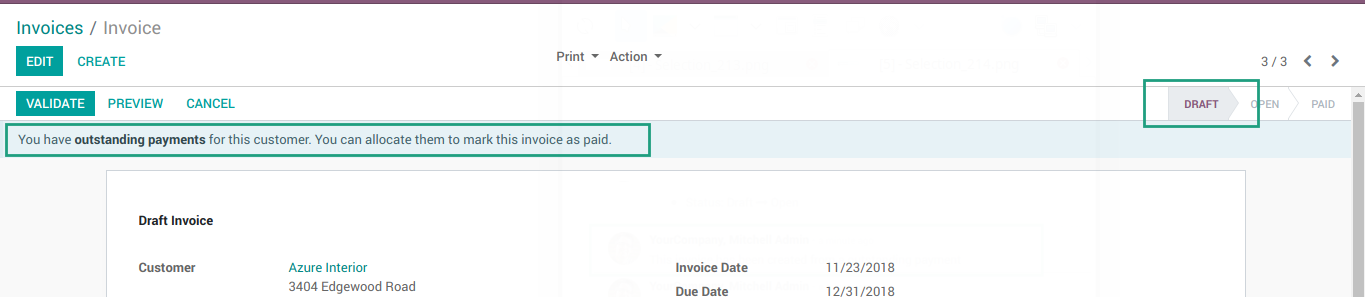 Invoices / Invoice
EDIT CREATE Print Action 3 / 3
VALIDATE PREVIEW CANCEL DRAFT OPEN PAID
You have outstanding payments for this customer. You can allocate them to mark this invoice as paid.
Draft Invoice
Customer Azure Interior Invoice Date 11/23/2018
3404 Edgewood Road Due Date 12/31/2018